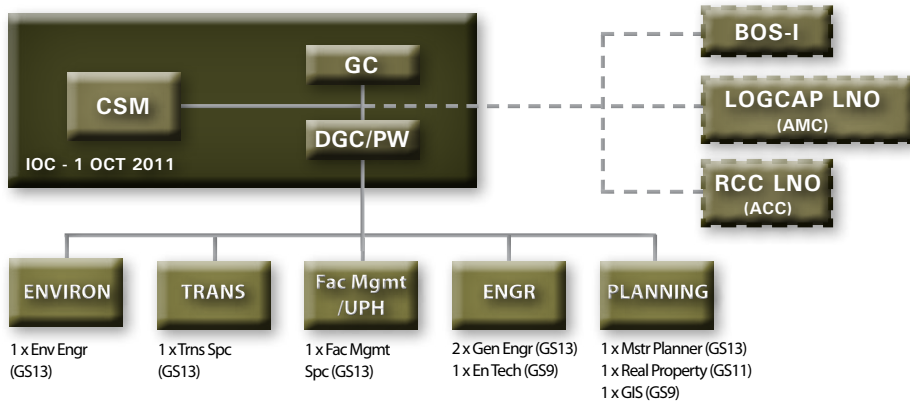 GC
CSM
DGC/PW
IOC - 1 OCT 2011
BOS-I
LOGCAP LNO
(AMC)
RCC LNO
(ACC)
ENVIRON
1 x Env Engr
(GS13)
TRANS
1 x Trns Spc
(GS13)
Fac Mgmt
/UPH
1 x Fac Mgmt
Spc (GS13)
ENGR
2 x Gen Engr (GS13)
1 x En Tech (GS9)
PLANNING
1 x Mstr Planner (GS13)
1 x Real Property (GS11)
1 x GIS (GS9)